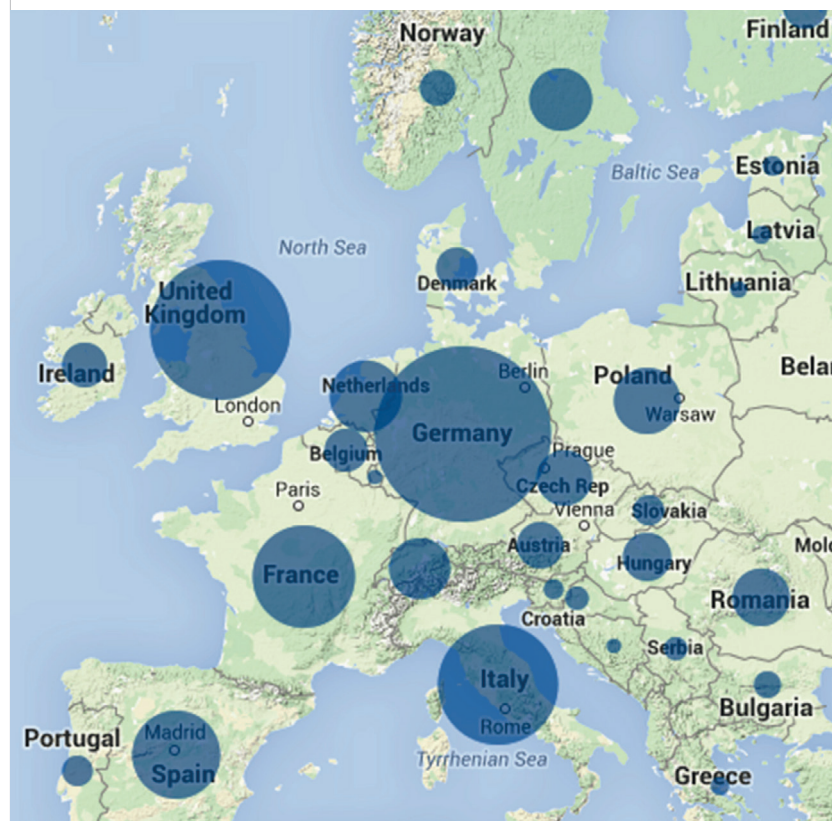 Norway
Finland
Estonia
Baltic Sea
Latvia
North Sea
Denmark
Lithuania
United
Kingdom
Ireland
Netherlands
Berlin
Poland
Belar
London
Warsaw
Germany
Belgium
Prague
Czech Rep
Paris
Vienna
Slovakia
Austria
Mold
France
Hungary
Romania
Croatia
Serbia
Italy
Bulgaria
Rome
Portugal
Madrid
Spain
Tyrrhenian Sea
Greece